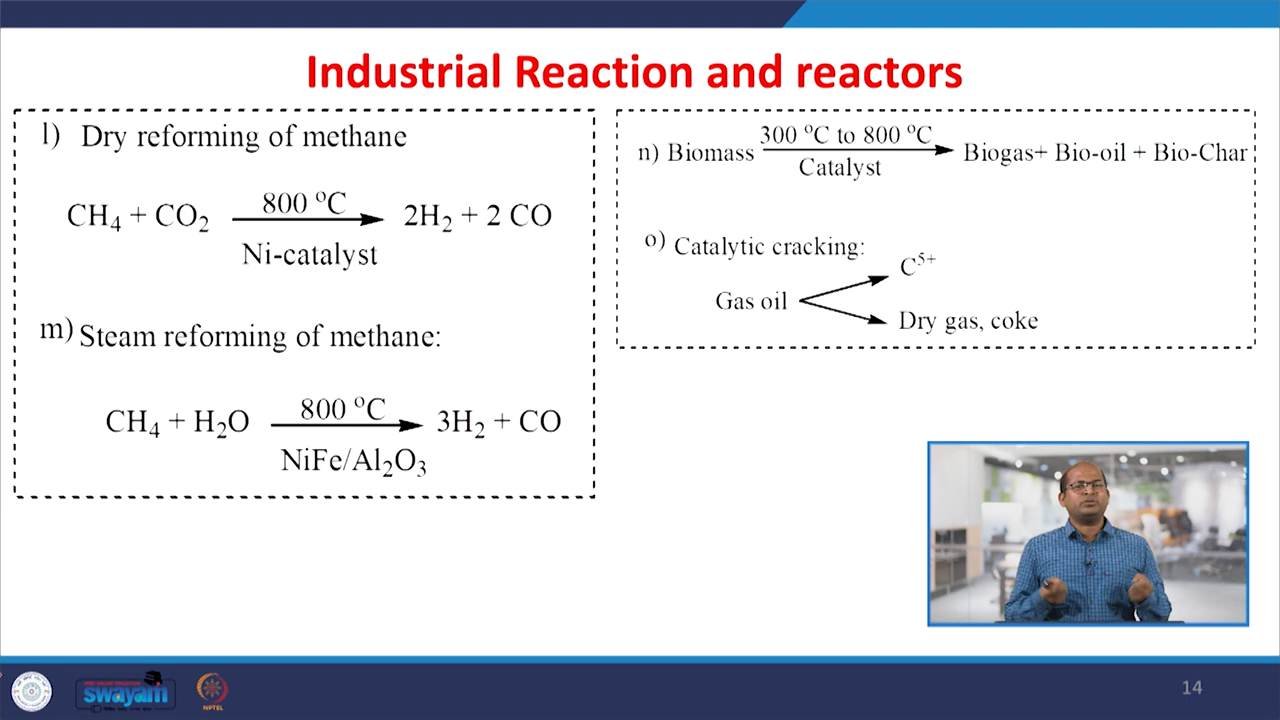 Industrial Reaction and reactors
l) Dry reforming of methane
CH₄ + CO₂ 800 °C 2H₂ + 2 CO
Ni-catalyst
m) Steam reforming of methane:
CH₄ + H₂O 800 °C 3H₂ + CO
NiFe/Al₂O₃
n) Biomass 300 °C to 800 °C Biogas+ Bio-oil + Bio-Char
Catalyst
o) Catalytic cracking:
C⁵⁺
Gas oil
Dry gas, coke
swayam
NPTEL
14